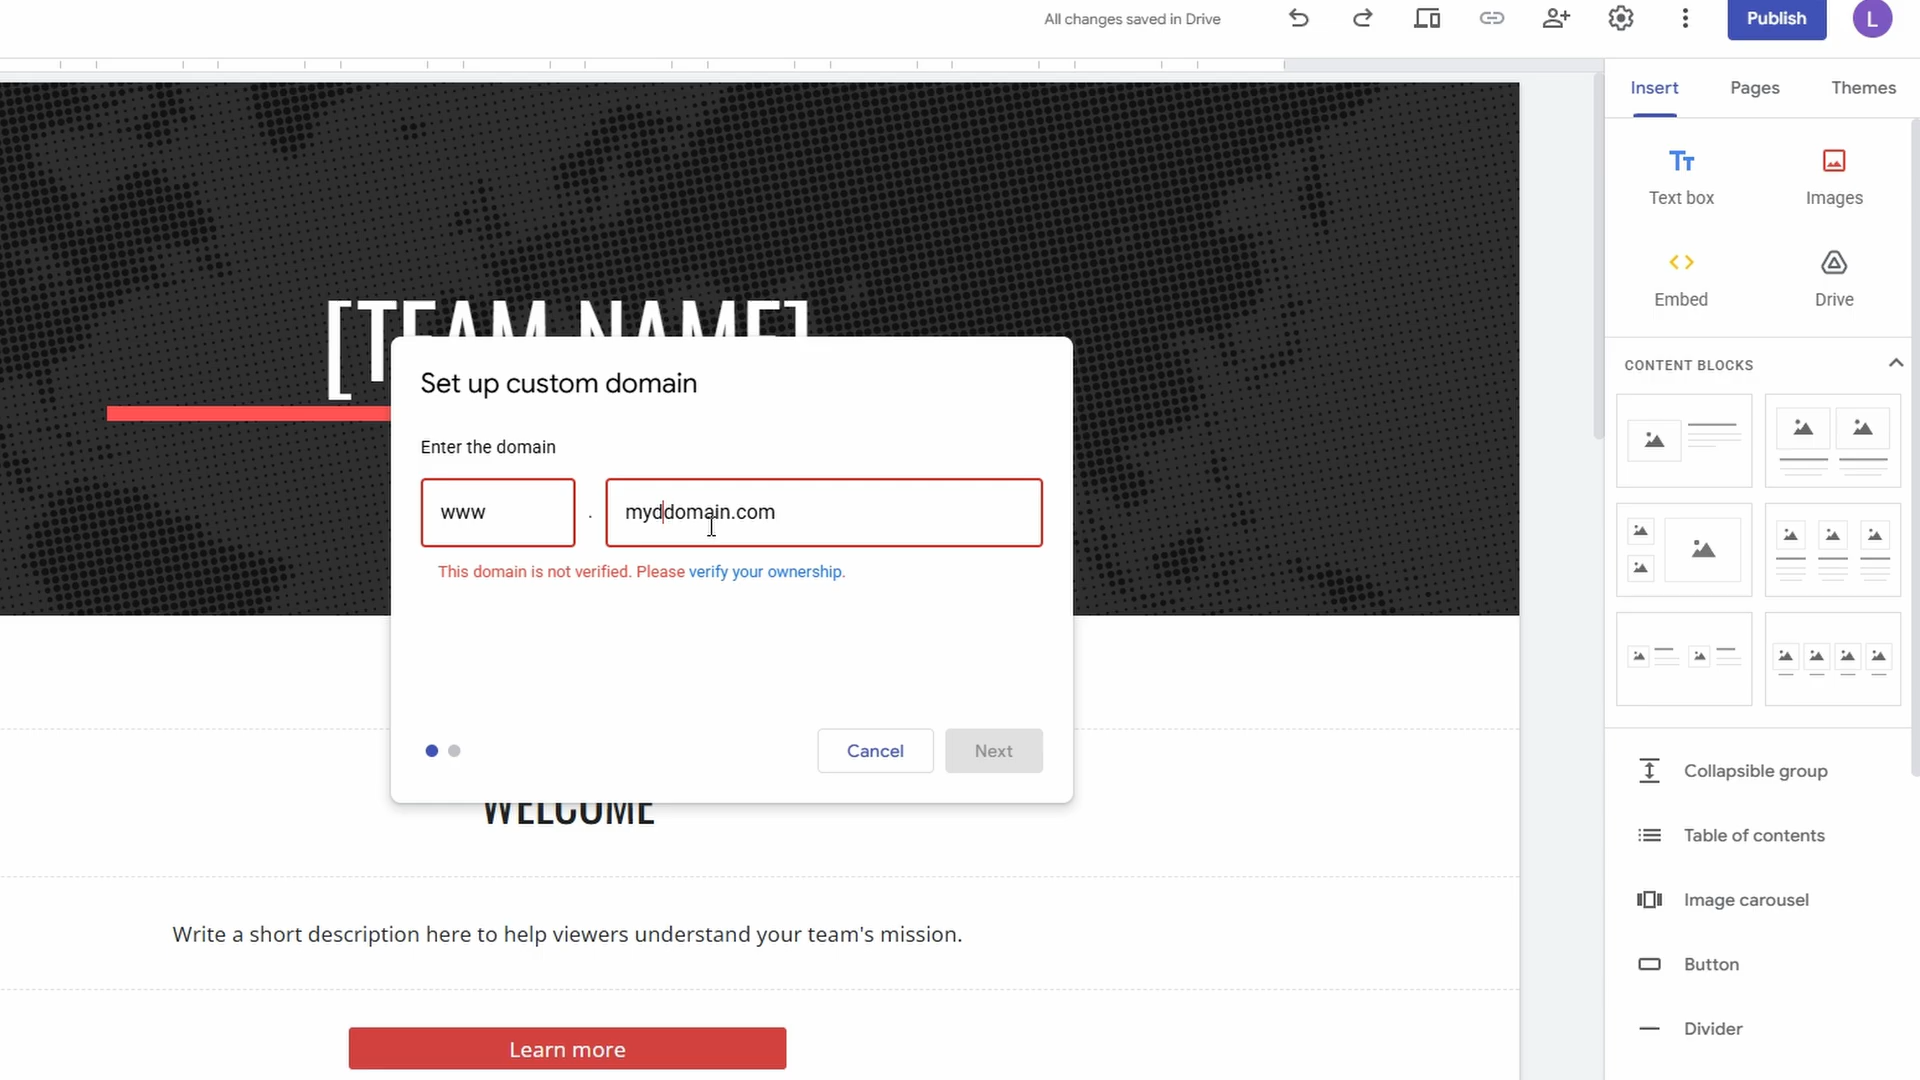 All changes saved in Drive
Publish
L
Insert
Pages
Themes
Text box
Images
Embed
Drive
CONTENT BLOCKS
[TEAM NAME]
Set up custom domain
Enter the domain
www . myddomain.com
This domain is not verified. Please verify your ownership.
Cancel
Next
WELCOME
Write a short description here to help viewers understand your team's mission.
Learn more
Collapsible group
Table of contents
Image carousel
Button
Divider